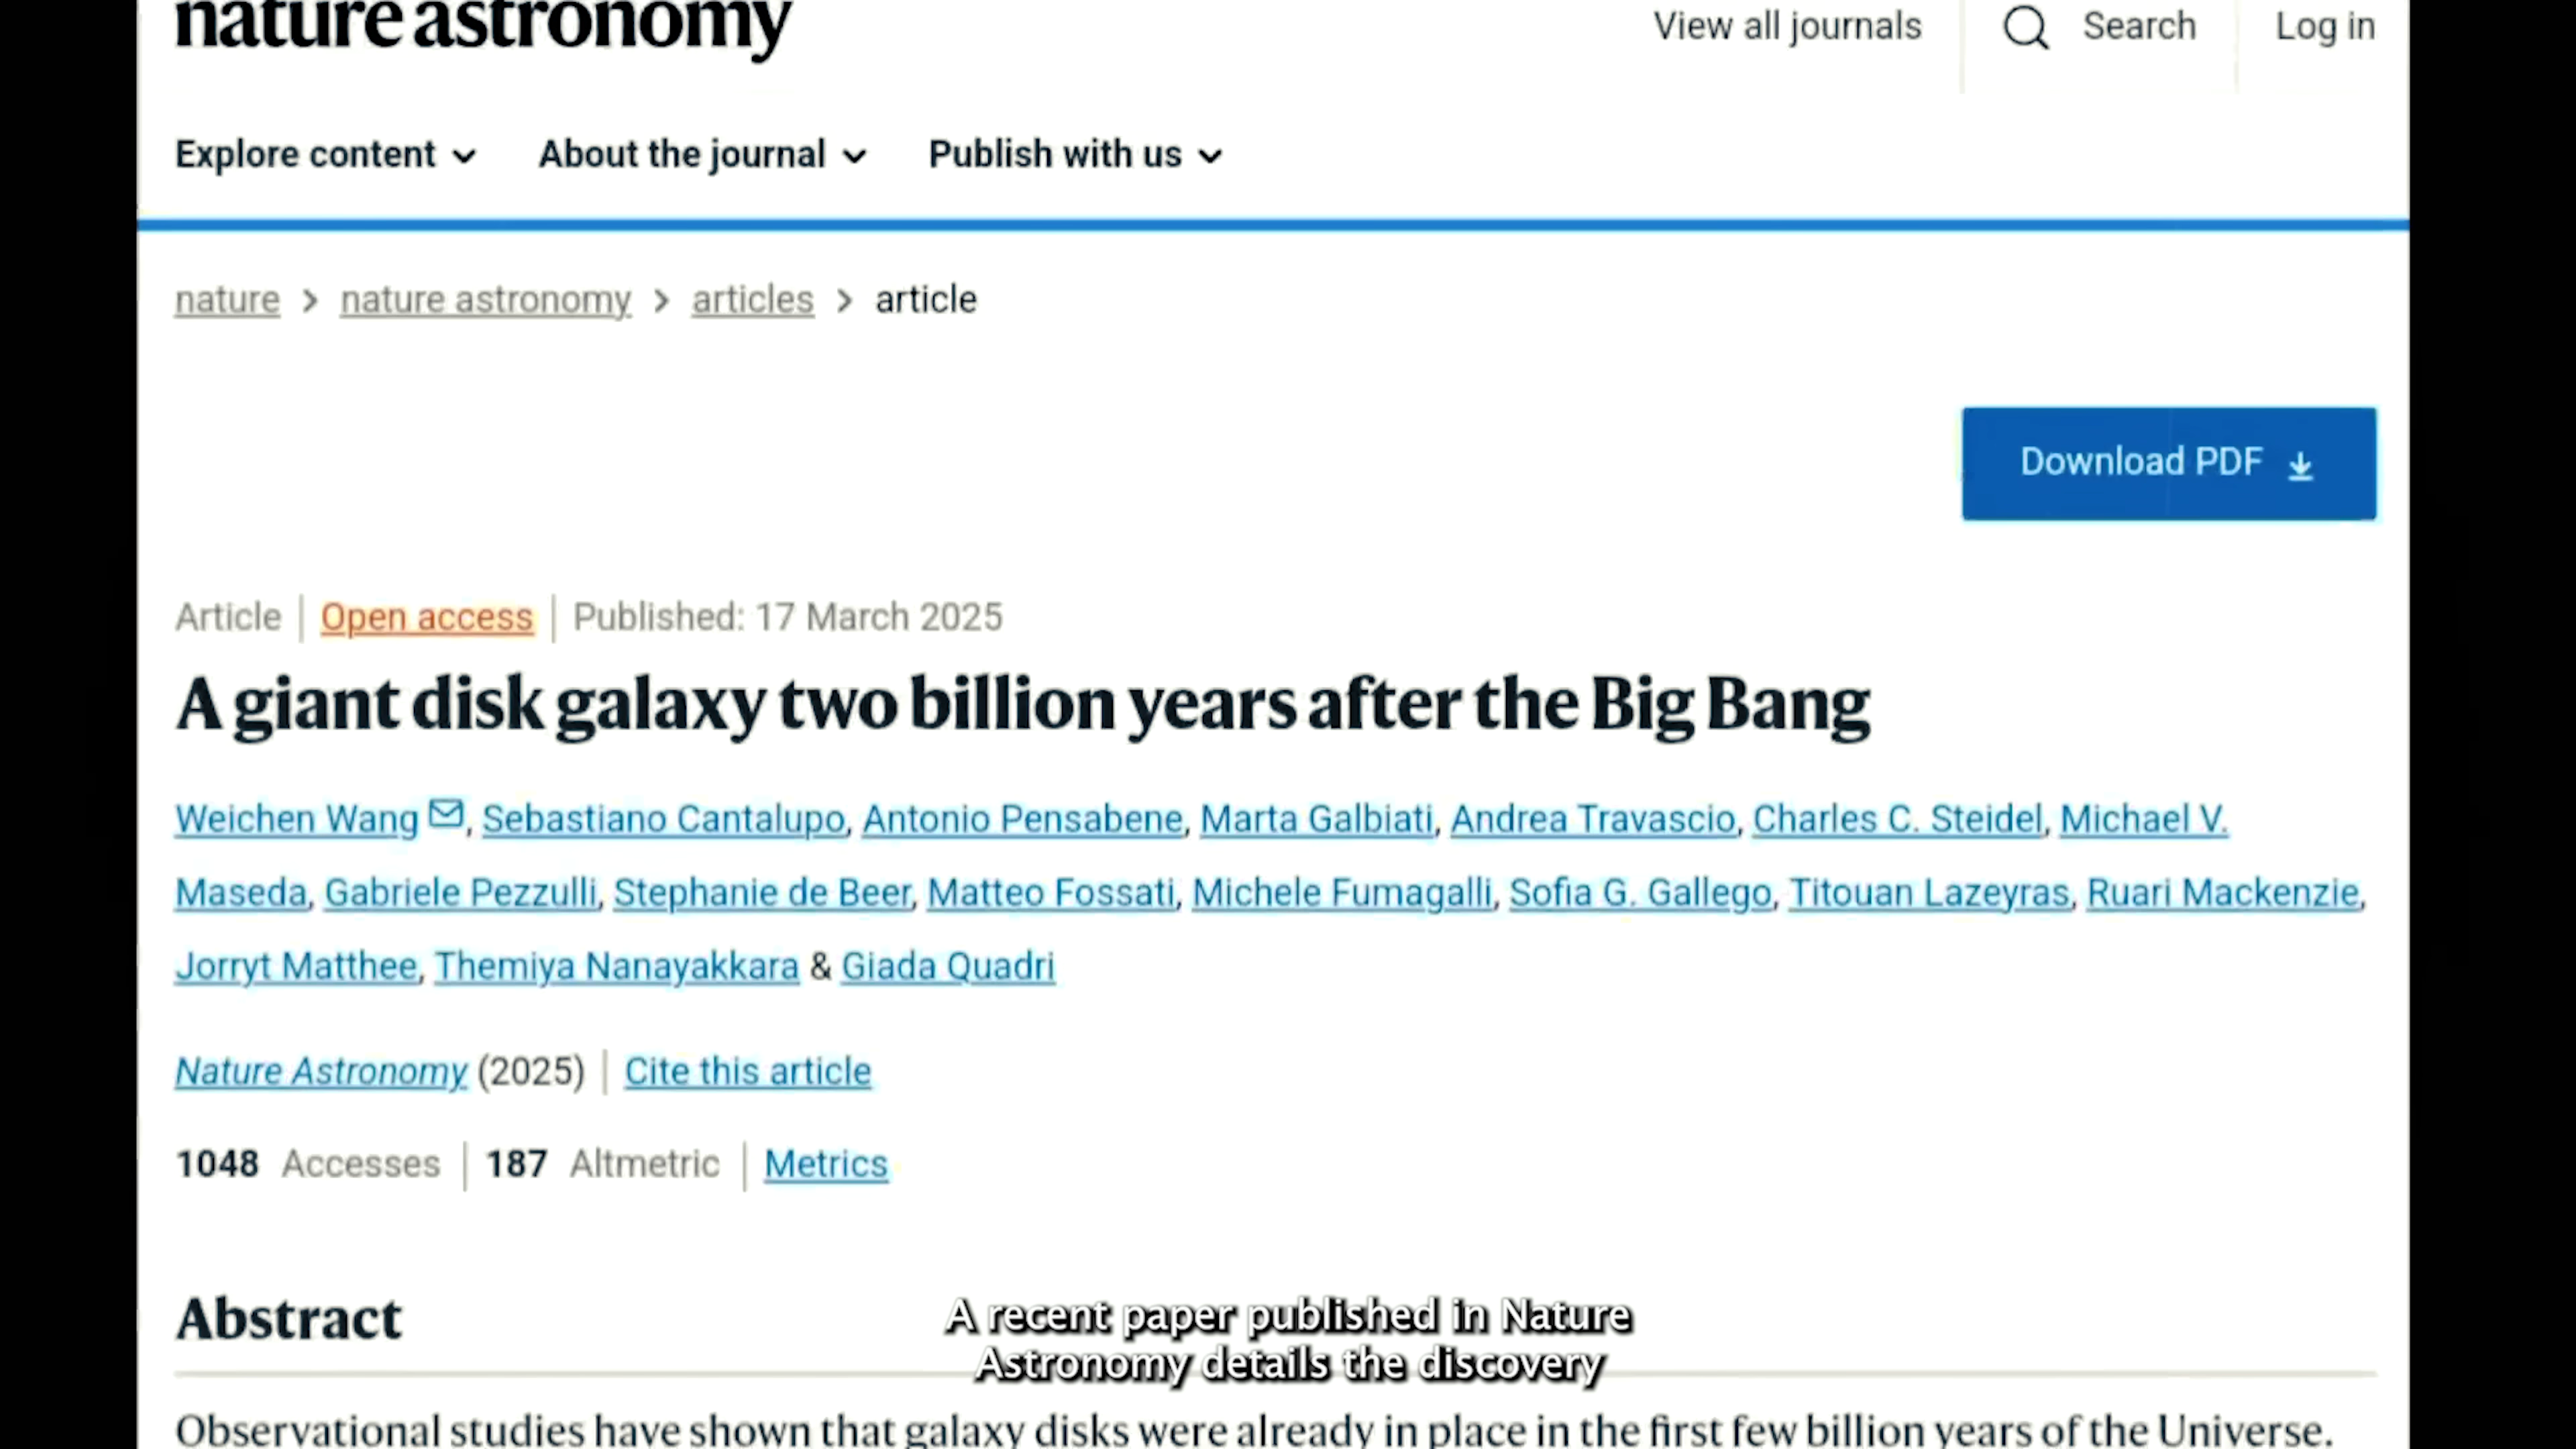 nature astronomy
View all journals
Search
Log in
Explore content
About the journal
Publish with us
nature > nature astronomy > articles > article
Download PDF
Article | Open access | Published: 17 March 2025
A giant disk galaxy two billion years after the Big Bang
Weichen Wang, Sebastiano Cantalupo, Antonio Pensabene, Marta Galbiati, Andrea Travascio, Charles C. Steidel, Michael V.
Maseda, Gabriele Pezzulli, Stephanie de Beer, Matteo Fossati, Michele Fumagalli, Sofia G. Gallego, Titouan Lazeyras, Ruari Mackenzie,
Jorryt Matthee, Themiya Nanayakkara & Giada Quadri
Nature Astronomy (2025) | Cite this article
1048 Accesses | 187 Altmetric | Metrics
Abstract
A recent paper published in Nature
Astronomy details the discovery
Observational studies have shown that galaxy disks were already in place in the first few billion years of the Universe.